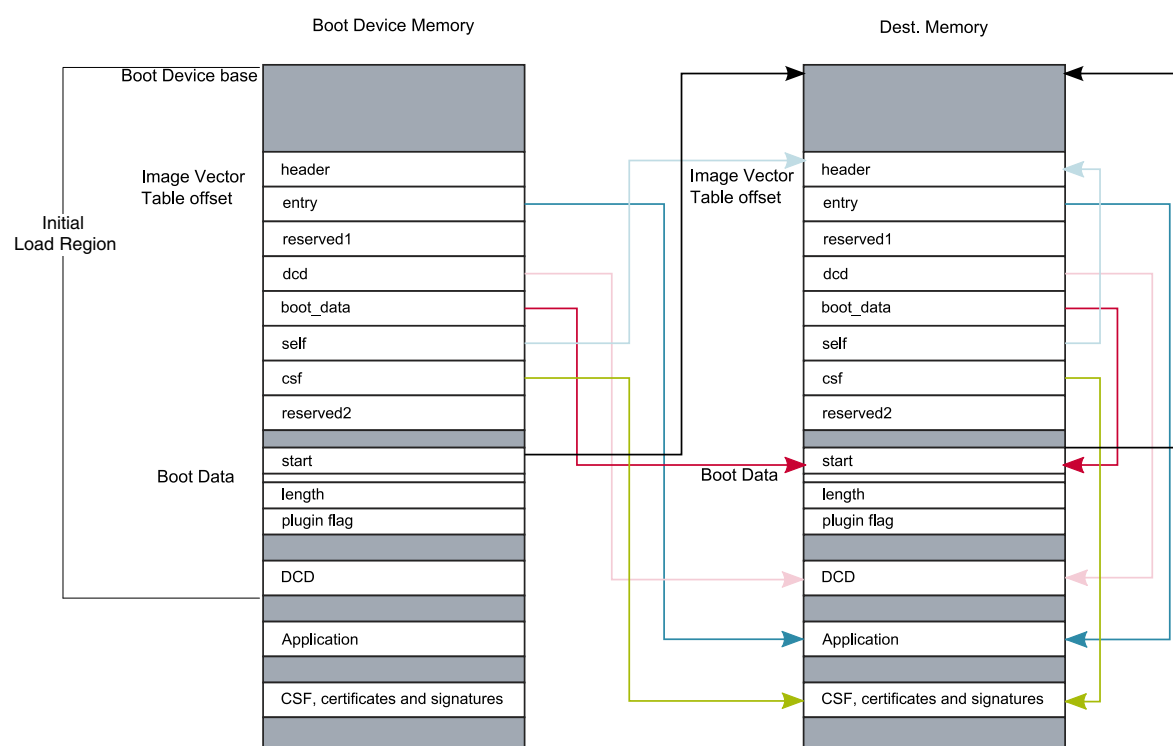 Boot Device Memory
Dest. Memory
Boot Device base
Image Vector
Table offset
Initial
Load Region
Boot Data
header
entry
reserved1
dcd
boot_data
self
csf
reserved2
start
length
plugin flag
DCD
Application
CSF, certificates and signatures
Image Vector
Table offset
Boot Data
header
entry
reserved1
dcd
boot_data
self
csf
reserved2
start
length
plugin flag
DCD
Application
CSF, certificates and signatures